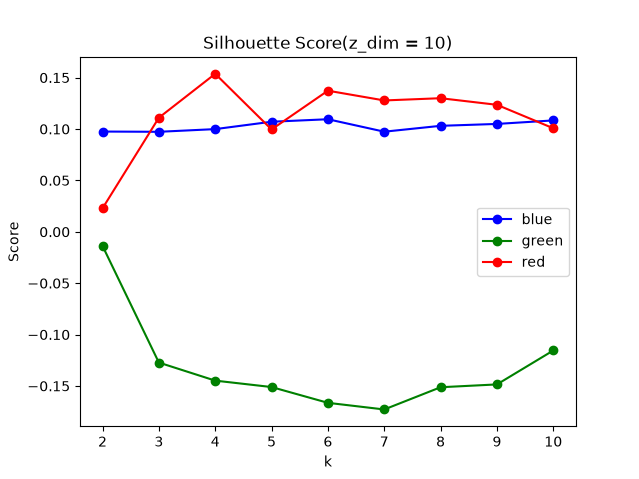 Silhouette Score(z_dim = 10)
0.15
0.10
0.05
0.00
−0.05
−0.10
−0.15
Score
blue
green
red
2 3 4 5 6 7 8 9 10
k